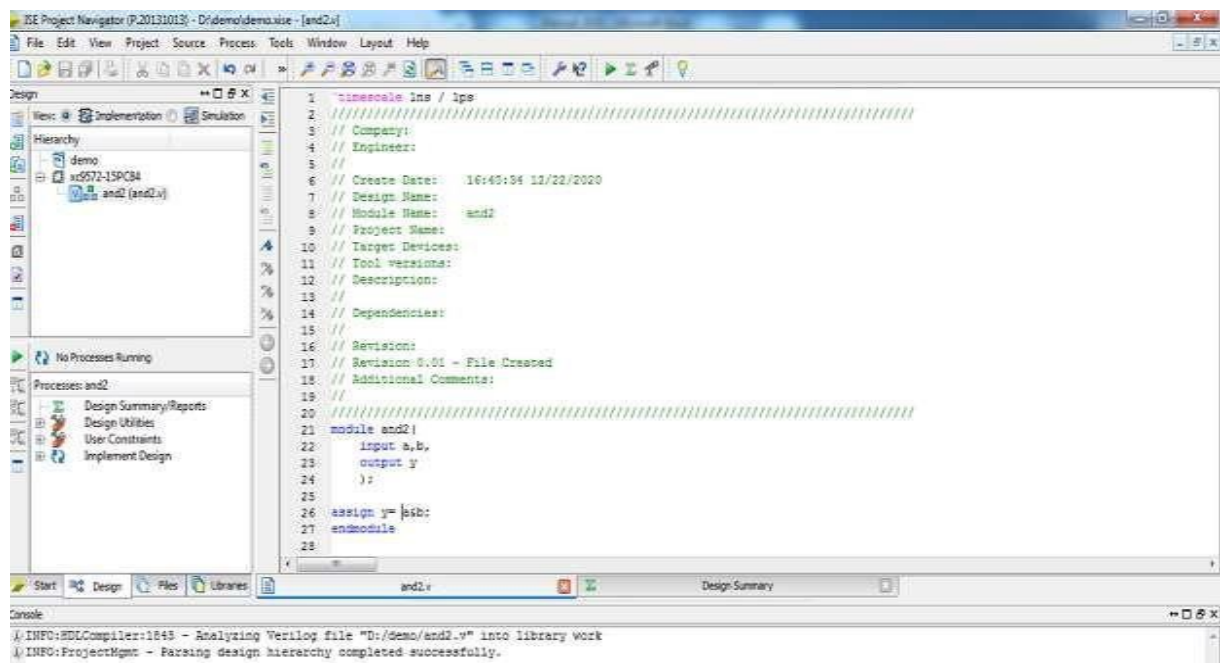 ISE Project Navigator (P.20131013) - D:\demo\demo.xise - [and2.v]
File Edit View Project Source Process Tools Window Layout Help
Design
View: Implementation Simulation
Hierarchy
demo
xc9572-15PC84
and2 (and2.v)
No Processes Running
Processes: and2
Design Summary/Reports
Design Utilities
User Constraints
Implement Design
1 `timescale 1ns / 1ps
2 //////////////////////////////////////////////////////////////////////////////////
3 // Company:
4 // Engineer:
5 //
6 // Create Date: 16:45:34 12/22/2020
7 // Design Name:
8 // Module Name: and2
9 // Project Name:
10 // Target Devices:
11 // Tool versions:
12 // Description:
13 //
14 // Dependencies:
15 //
16 // Revision:
17 // Revision 0.01 - File Created
18 // Additional Comments:
19 //
20 //////////////////////////////////////////////////////////////////////////////////
21 module and2(
22 input a,b,
23 output y
24 );
25
26 assign y= a&b;
27 endmodule
28
Start Design Files Libraries
and2.v Design Summary
Console
INFO:HDLCompiler:1845 - Analyzing Verilog file "D:/demo/and2.v" into library work
INFO:ProjectMgmt - Parsing design hierarchy completed successfully.